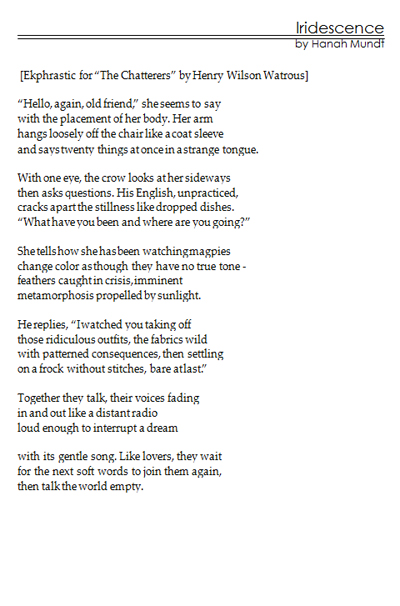 Iridescence
by Hanah Mundt
[Ekphrastic for “The Chatterers” by Henry Wilson Watrous]
“Hello, again, old friend,” she seems to say
with the placement of her body. Her arm
hangs loosely off the chair like a coat sleeve
and says twenty things at once in a strange tongue.
With one eye, the crow looks at her sideways
then asks questions. His English, unpracticed,
cracks apart the stillness like dropped dishes.
“What have you been and where are you going?”
She tells how she has been watching magpies
change color as though they have no true tone -
feathers caught in crisis, imminent
metamorphosis propelled by sunlight.
He replies, “I watched you taking off
those ridiculous outfits, the fabrics wild
with patterned consequences, then settling
on a frock without stitches, bare at last.”
Together they talk, their voices fading
in and out like a distant radio
loud enough to interrupt a dream
with its gentle song. Like lovers, they wait
for the next soft words to join them again,
then talk the world empty.